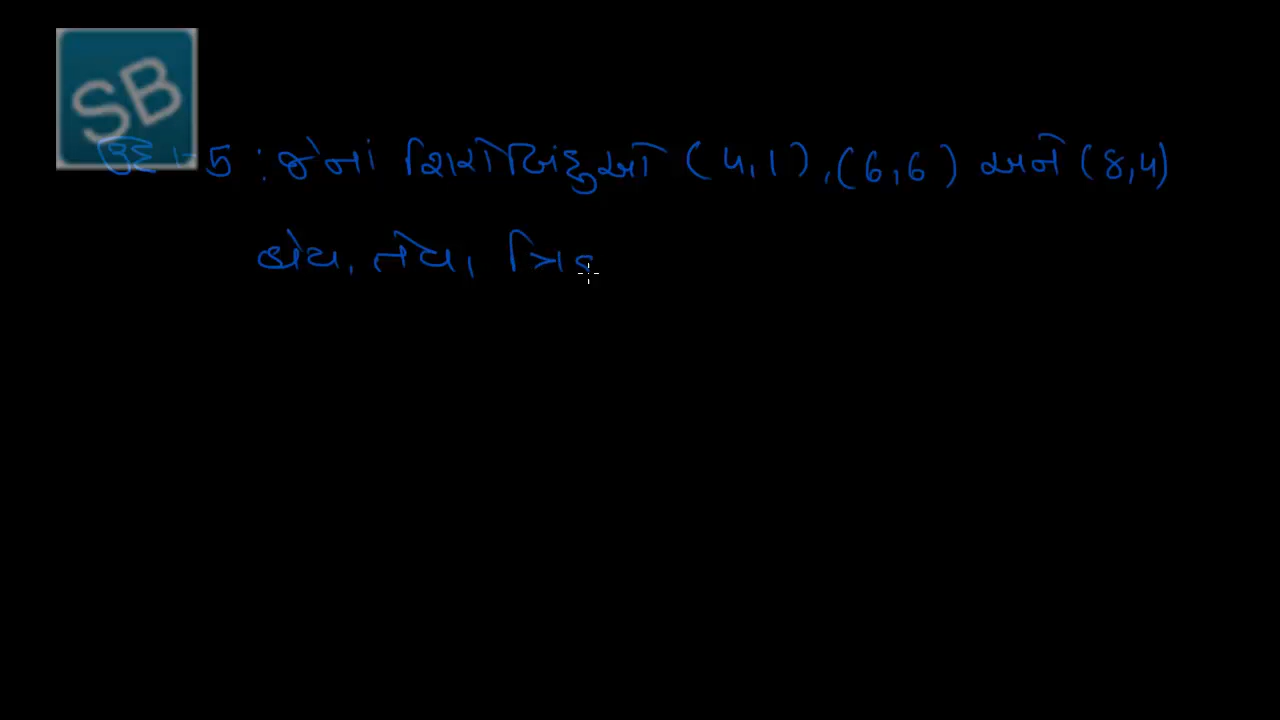 SB
ઉદા-5 : જેનાં શિરોબિંદુઓ (4,1), (6,6) અને (8,4)
હોય, તેવા